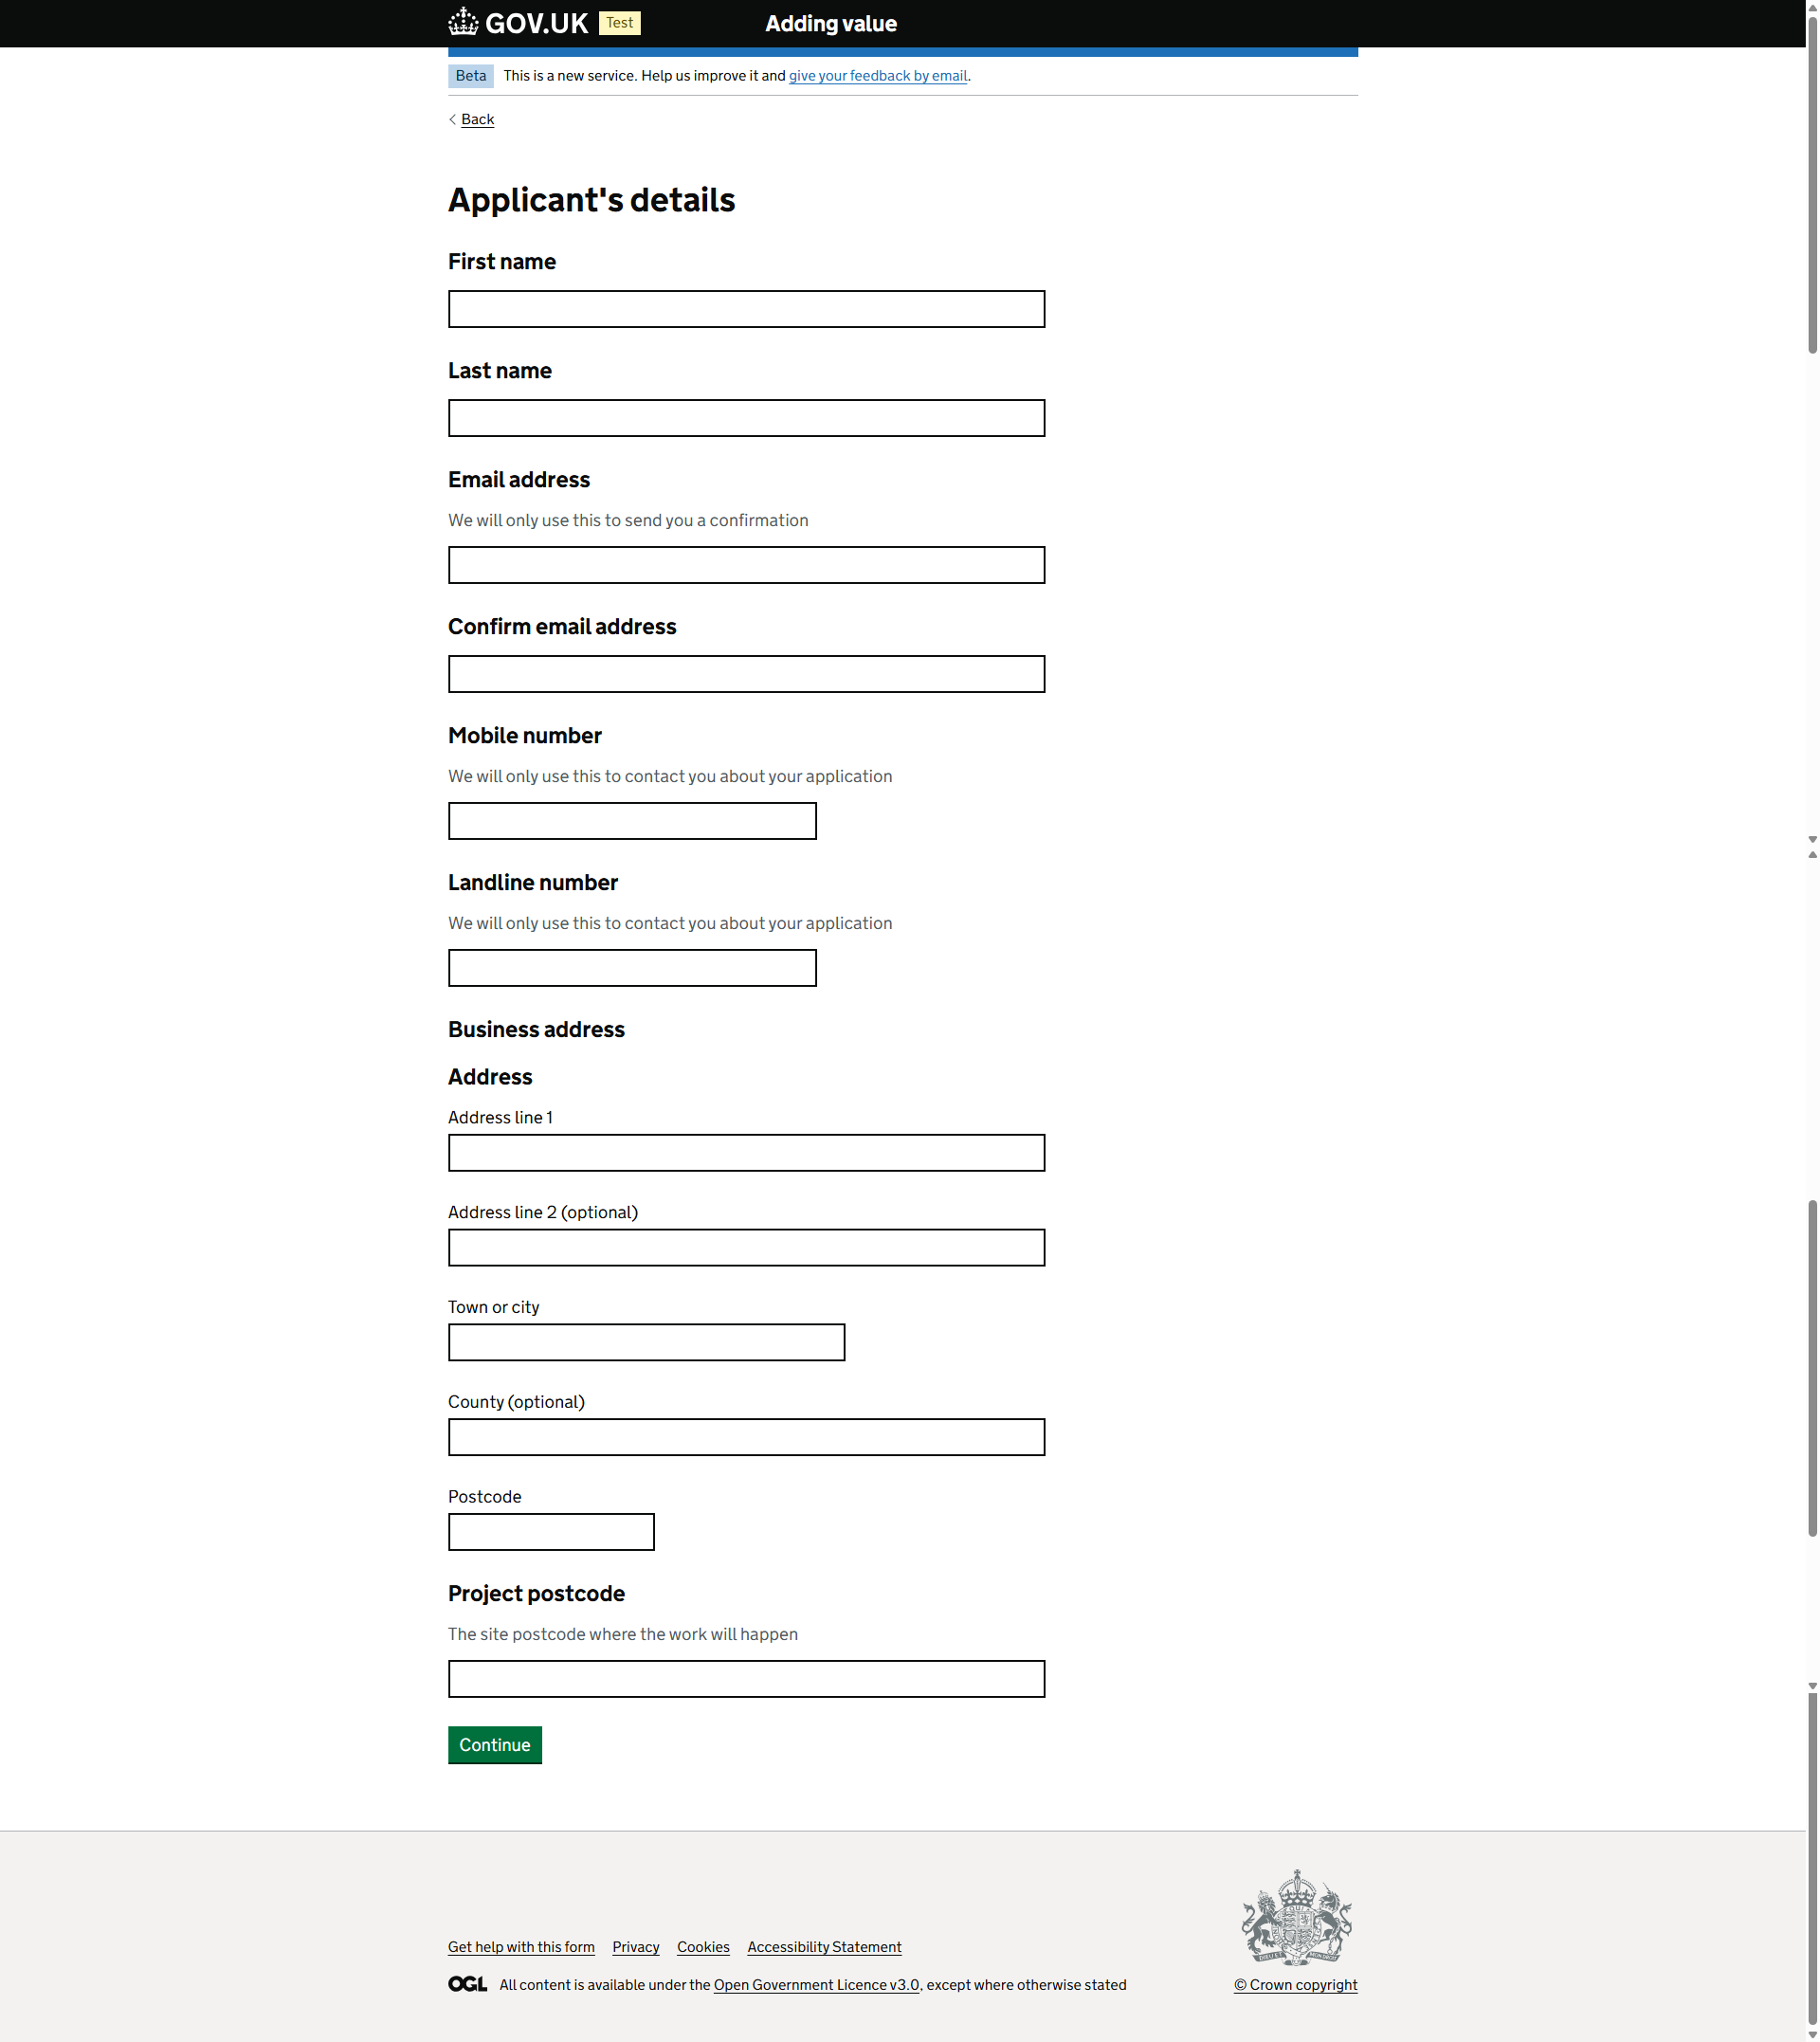 GOV.UK Test Adding value
Beta This is a new service. Help us improve it and give your feedback by email.
Back
Applicant's details
First name
Last name
Email address
We will only use this to send you a confirmation
Confirm email address
Mobile number
We will only use this to contact you about your application
Landline number
We will only use this to contact you about your application
Business address
Address
Address line 1
Address line 2 (optional)
Town or city
County (optional)
Postcode
Project postcode
The site postcode where the work will happen
Continue
Get help with this form Privacy Cookies Accessibility Statement
OGL All content is available under the Open Government Licence v3.0, except where otherwise stated
© Crown copyright